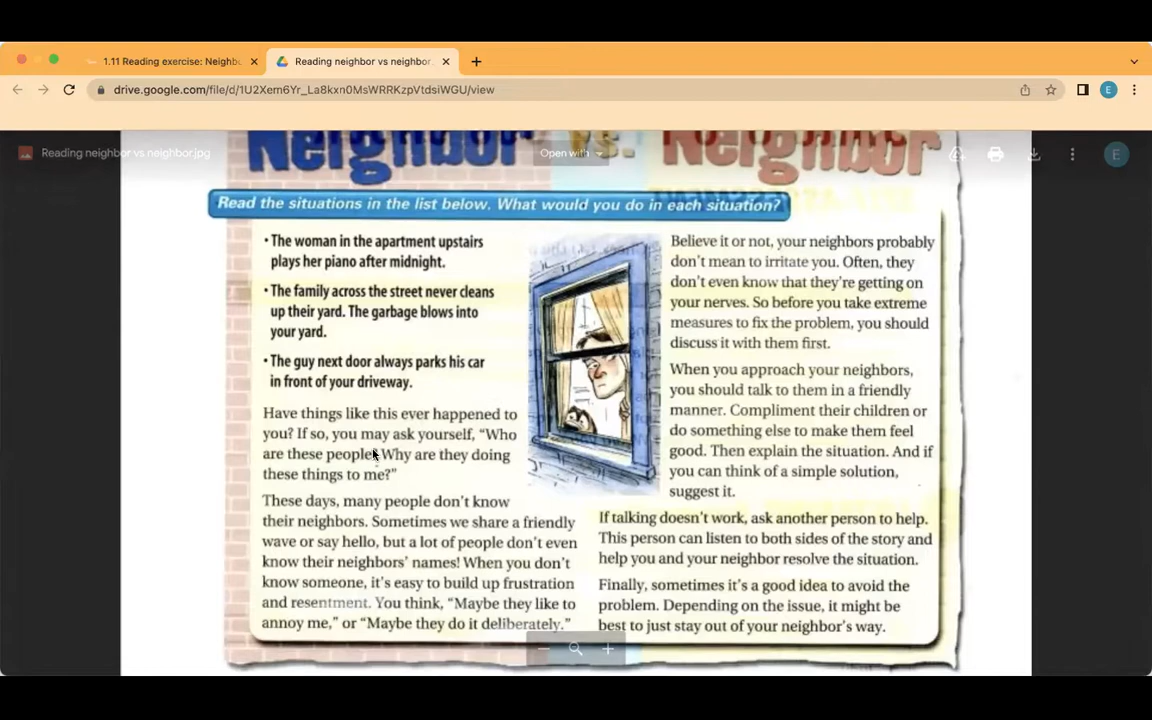 1.11 Reading exercise: Neighb
Reading neighbor vs neighbor.
drive.google.com/file/d/1U2Xem6Yr_La8kxn0MsWRRKzpVtdsiWGU/view
E
Reading neighbor vs neighbor.jpg
Open with
E
Neighbor vs. Neighbor
Read the situations in the list below. What would you do in each situation?
• The woman in the apartment upstairs
plays her piano after midnight.
• The family across the street never cleans
up their yard. The garbage blows into
your yard.
• The guy next door always parks his car
in front of your driveway.
Have things like this ever happened to
you? If so, you may ask yourself, “Who
are these people? Why are they doing
these things to me?”
These days, many people don’t know
their neighbors. Sometimes we share a friendly
wave or say hello, but a lot of people don’t even
know their neighbors’ names! When you don’t
know someone, it’s easy to build up frustration
and resentment. You think, “Maybe they like to
annoy me,” or “Maybe they do it deliberately.”
Believe it or not, your neighbors probably
don’t mean to irritate you. Often, they
don’t even know that they’re getting on
your nerves. So before you take extreme
measures to fix the problem, you should
discuss it with them first.
When you approach your neighbors,
you should talk to them in a friendly
manner. Compliment their children or
do something else to make them feel
good. Then explain the situation. And if
you can think of a simple solution,
suggest it.
If talking doesn’t work, ask another person to help.
This person can listen to both sides of the story and
help you and your neighbor resolve the situation.
Finally, sometimes it’s a good idea to avoid the
problem. Depending on the issue, it might be
best to just stay out of your neighbor’s way.